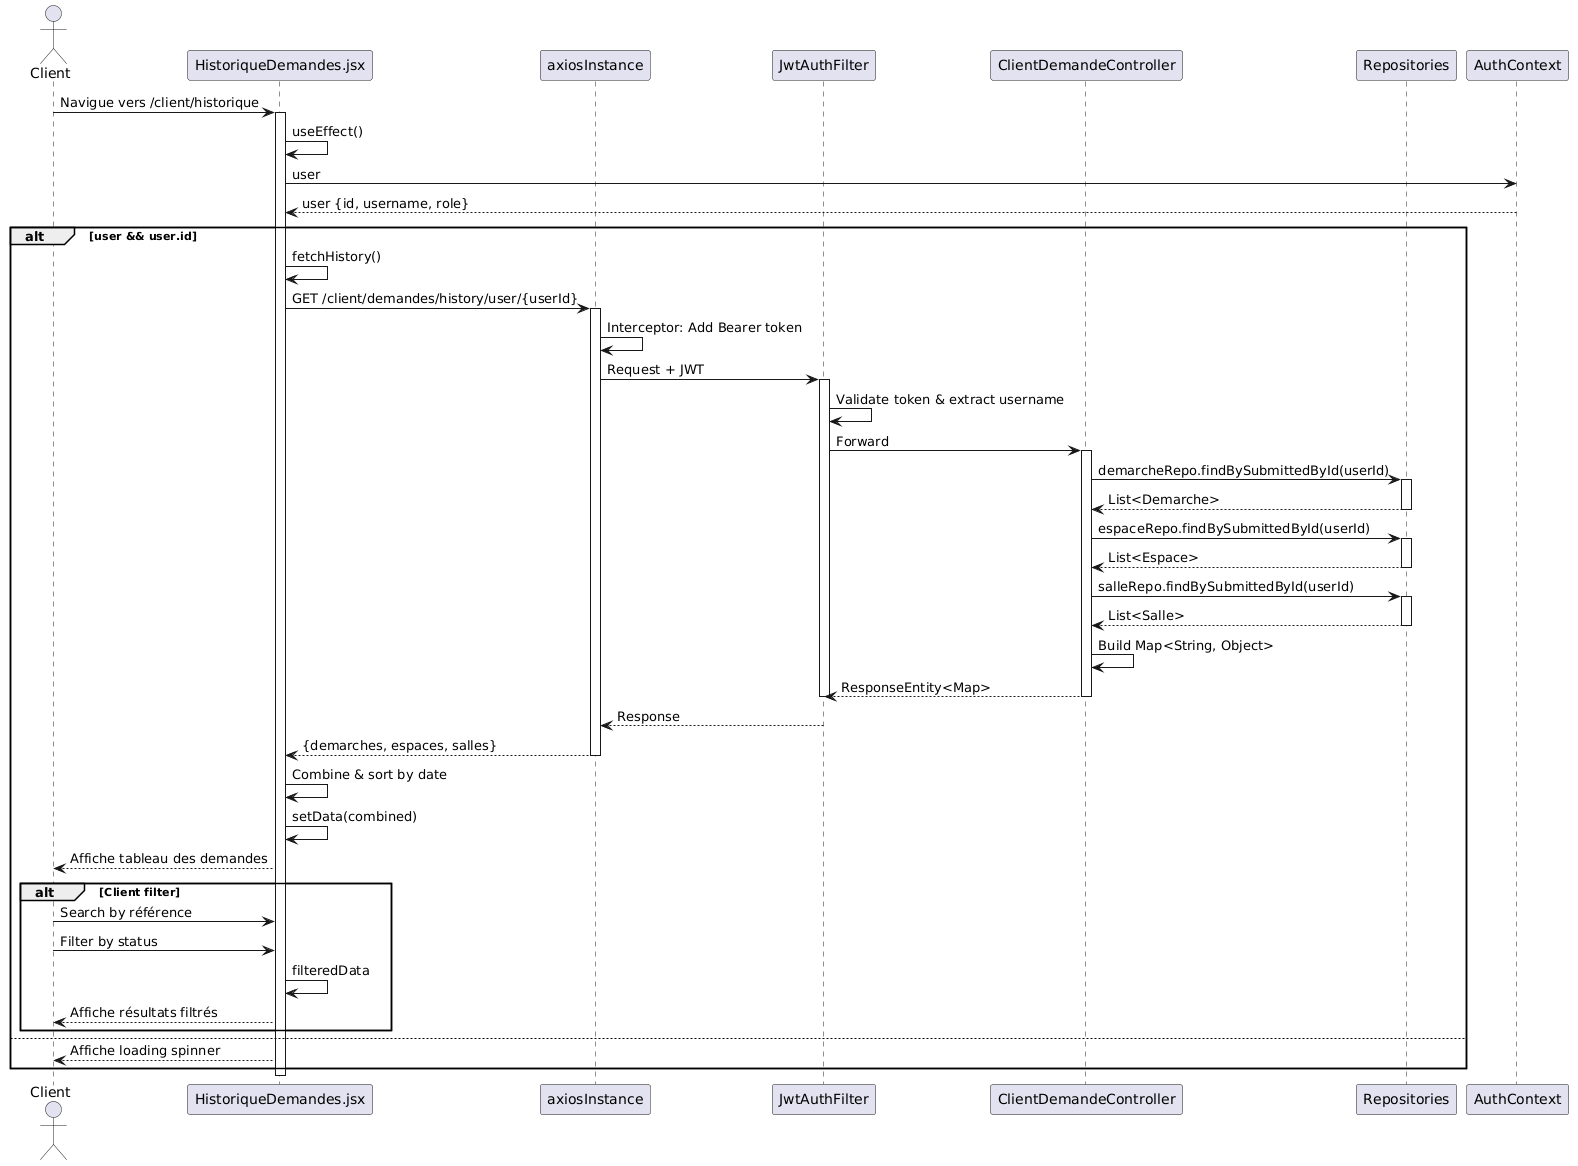 Client
HistoriqueDemandes.jsx
axiosInstance
JwtAuthFilter
ClientDemandeController
Repositories
AuthContext
Navigue vers /client/historique
useEffect()
user
user {id, username, role}
alt
[user && user.id]
fetchHistory()
GET /client/demandes/history/user/{userId}
Interceptor: Add Bearer token
Request + JWT
Validate token & extract username
Forward
demarcheRepo.findBySubmittedById(userId)
List<Demarche>
espaceRepo.findBySubmittedById(userId)
List<Espace>
salleRepo.findBySubmittedById(userId)
List<Salle>
Build Map<String, Object>
ResponseEntity<Map>
Response
{demarches, espaces, salles}
Combine & sort by date
setData(combined)
Affiche tableau des demandes
alt
[Client filter]
Search by référence
Filter by status
filteredData
Affiche résultats filtrés
Affiche loading spinner
Client
HistoriqueDemandes.jsx
axiosInstance
JwtAuthFilter
ClientDemandeController
Repositories
AuthContext